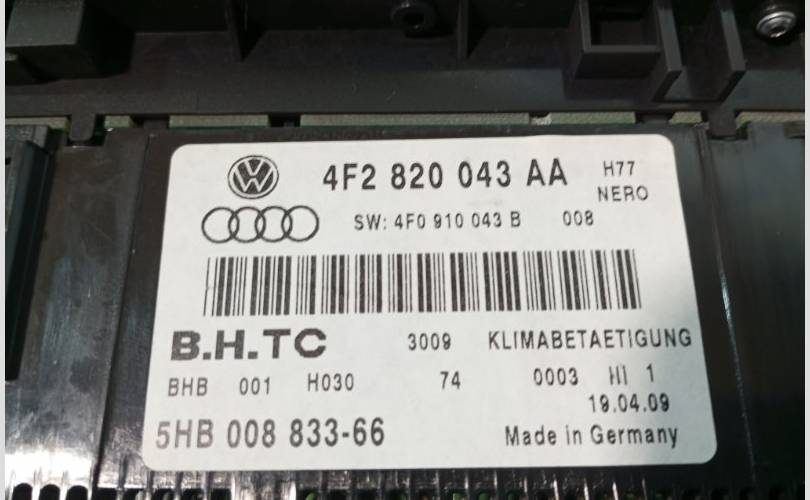 4F2 820 043 AA H77
NERO
SW: 4F0 910 043 B 008
B.H.TC 3009 KLIMABETAETIGUNG
BHB 001 H030 74 0003 HI 1
19.04.09
5HB 008 833-66 Made in Germany